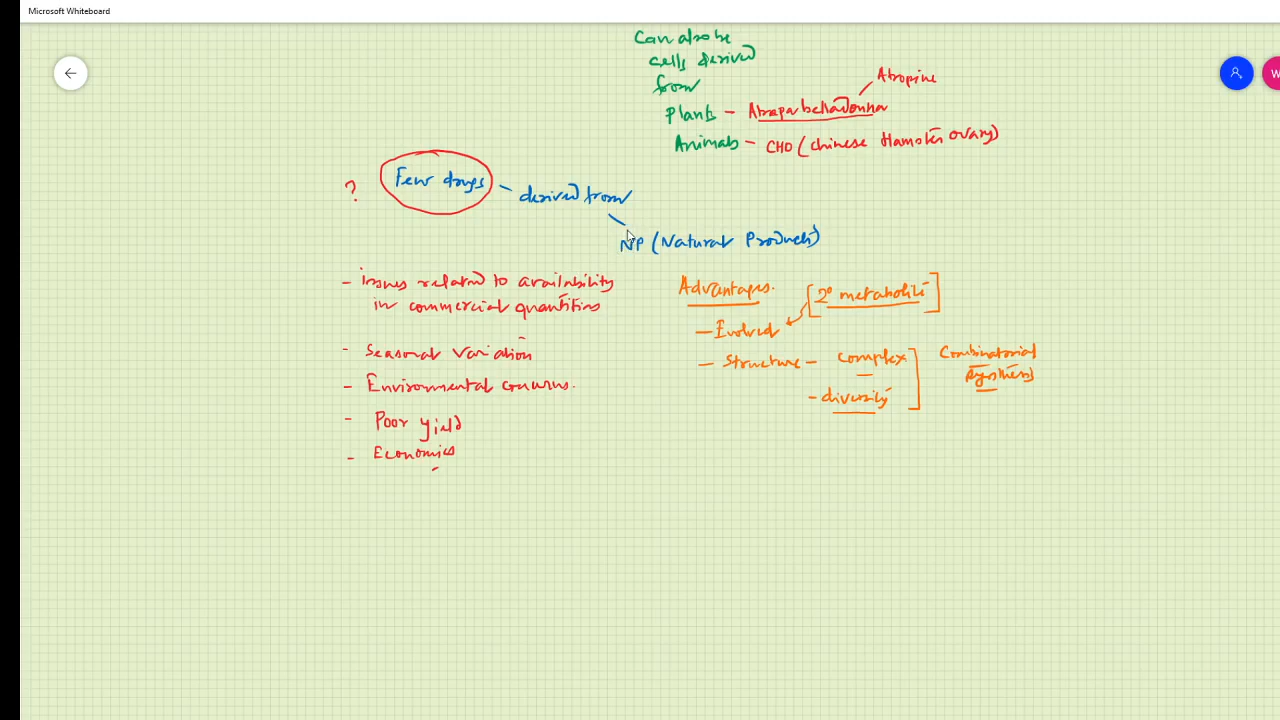 Microsoft Whiteboard
Can also be
cells derived
from
Atropine
Plants - Atropa belladonna
Animals - CHO (Chinese Hamster Ovary)
? Few drugs - derived from
NP (Natural Products)
- issues related to availability
in commercial quantities
- Seasonal Variation
- Environmental concerns.
- Poor yield
- Economics
Advantages.
[2° metabolite]
- Evolved
- Structure - complex
- diversity
Combinatorial
Synthesis
W